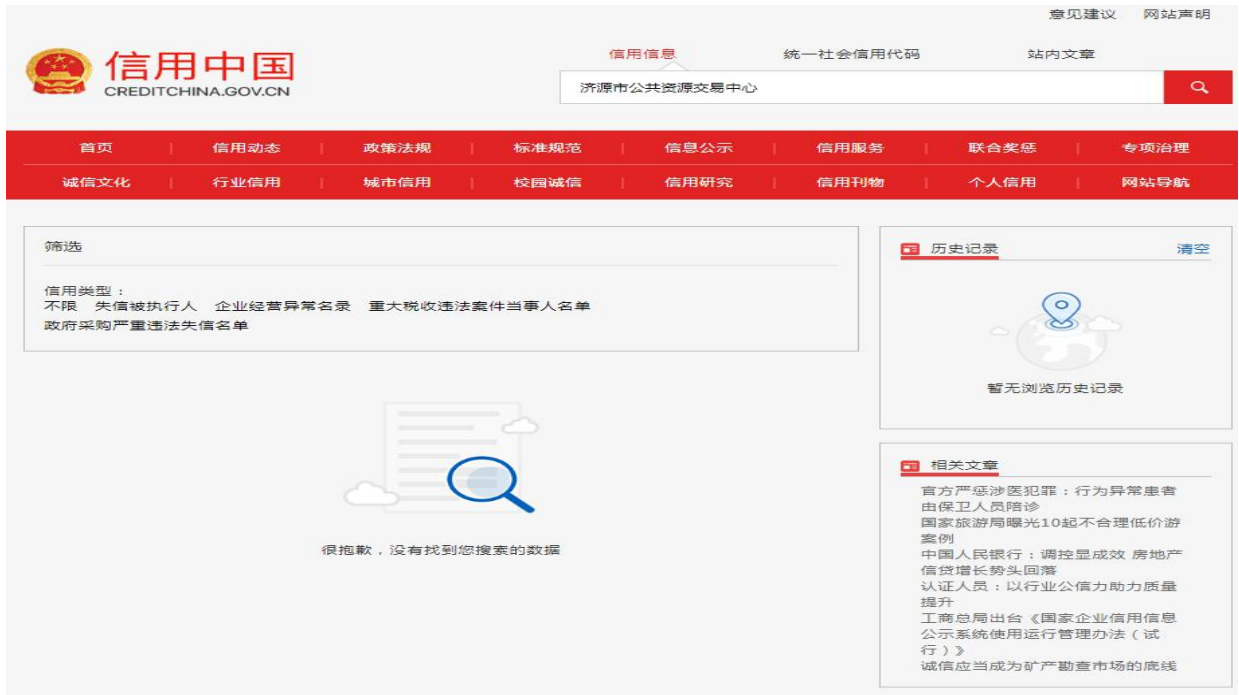 意见建议 网站声明
信用中国
CREDITCHINA.GOV.CN
信用信息 统一社会信用代码 站内文章
济源市公共资源交易中心
首页 | 信用动态 | 政策法规 | 标准规范 | 信息公示 | 信用服务 | 联合奖惩 | 专项治理
诚信文化 | 行业信用 | 城市信用 | 校园诚信 | 信用研究 | 信用刊物 | 个人信用 | 网站导航
筛选
信用类型：
不限 失信被执行人 企业经营异常名录 重大税收违法案件当事人名单
政府采购严重违法失信名单
很抱歉，没有找到您搜索的数据
历史记录 清空
暂无浏览历史记录
相关文章
官方严惩涉医犯罪：行为异常患者
由保卫人员陪诊
国家旅游局曝光10起不合理低价游
案例
中国人民银行：调控显成效 房地产
信贷增长势头回落
认证人员：以行业公信力助力质量
提升
工商总局出台《国家企业信用信息
公示系统使用运行管理办法（试
行）》
诚信应当成为矿产勘查市场的底线